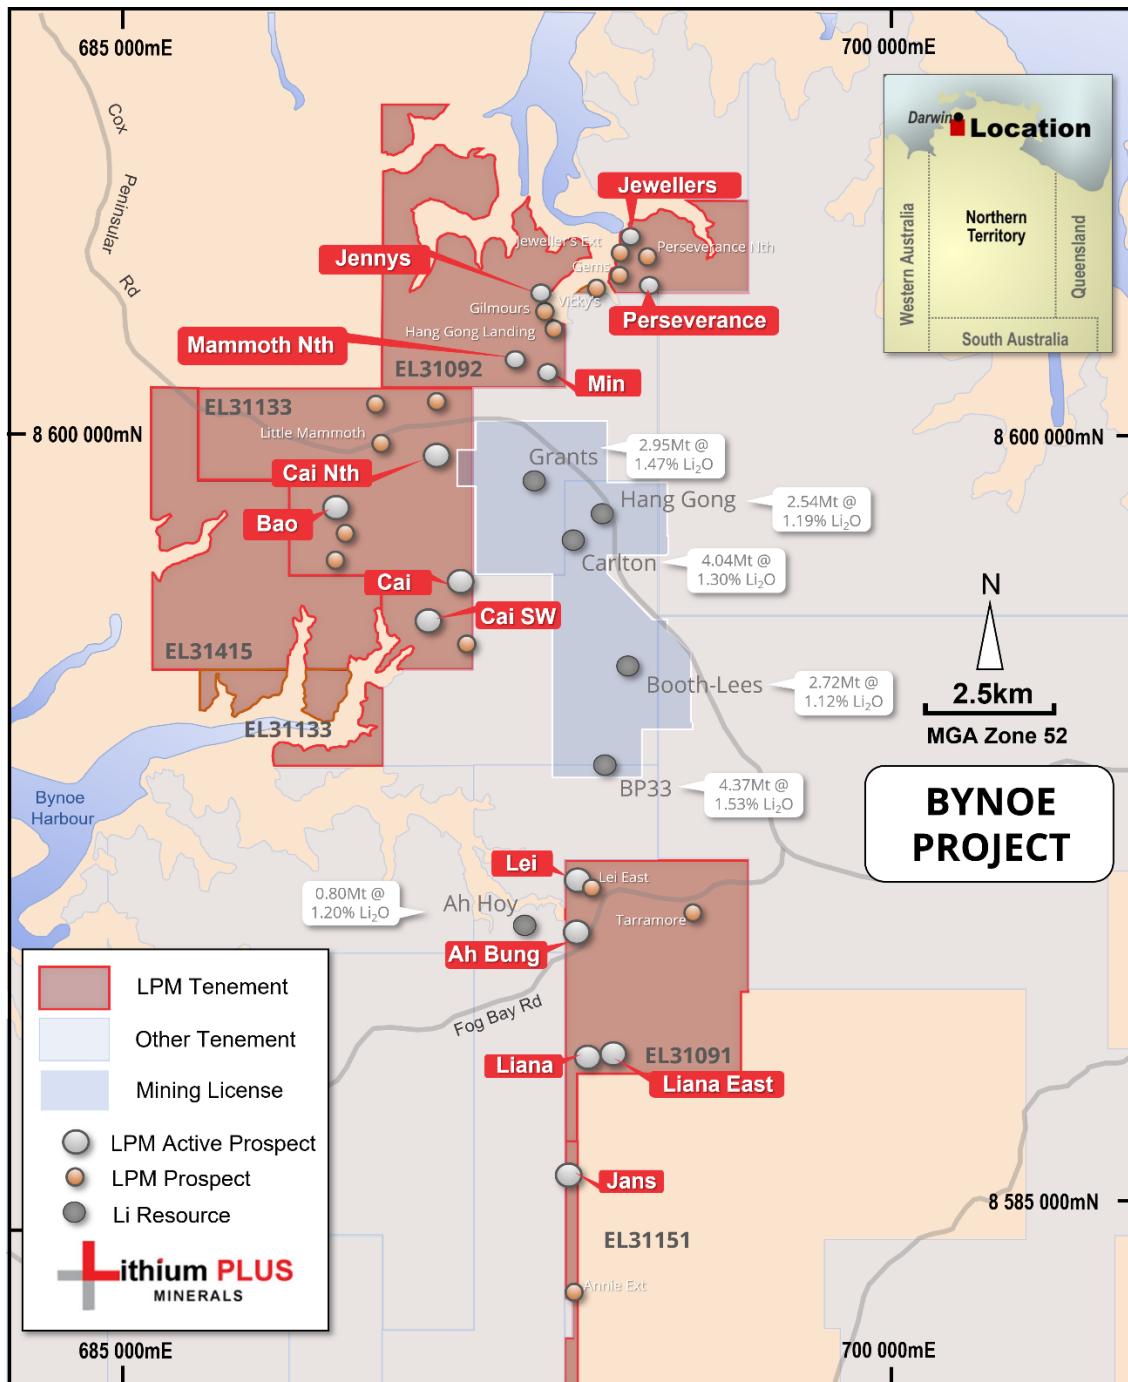 685 000mE
700 000mE
Cox
Peninsular
Rd
Darwin
Location
Western Australia
Northern
Territory
Queensland
South Australia
Jewellers
Jeweller's Ext
Perseverance Nth
Jennys
Gems
Vicky's
Gilmours
Perseverance
Hang Gong Landing
Mammoth Nth
EL31092
Min
EL31133
8 600 000mN
Little Mammoth
8 600 000mN
2.95Mt @
1.47% Li₂O
Grants
Cai Nth
Hang Gong
2.54Mt @
1.19% Li₂O
Bao
Carlton
4.04Mt @
1.30% Li₂O
Cai
Cai SW
N
EL31415
Booth-Lees
2.72Mt @
1.12% Li₂O
2.5km
MGA Zone 52
EL31133
BP33
4.37Mt @
1.53% Li₂O
Bynoe
Harbour
BYNOE
PROJECT
Lei
Lei East
0.80Mt @
1.20% Li₂O
Ah Hoy
Tarramore
Ah Bung
Fog Bay Rd
Liana
EL31091
Liana East
Jans
8 585 000mN
EL31151
Annie Ext
LPM Tenement
Other Tenement
Mining License
LPM Active Prospect
LPM Prospect
Li Resource
Lithium PLUS
MINERALS
685 000mE
700 000mE